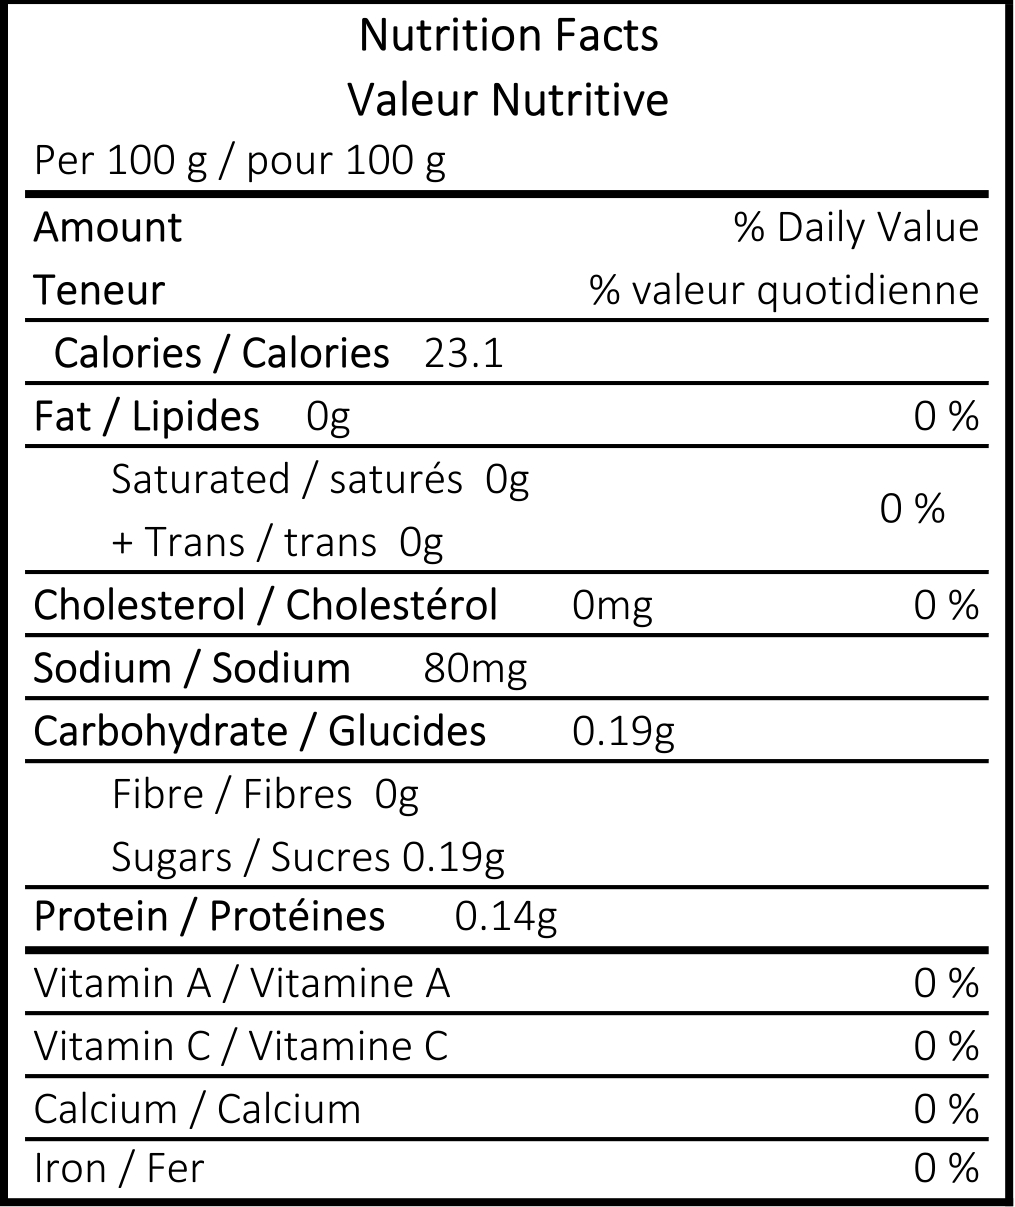 Nutrition Facts
Valeur Nutritive
Per 100 g / pour 100 g
Amount % Daily Value
Teneur % valeur quotidienne
Calories / Calories 23.1
Fat / Lipides 0g 0 %
Saturated / saturés 0g
0 %
+ Trans / trans 0g
Cholesterol / Cholestérol 0mg 0 %
Sodium / Sodium 80mg
Carbohydrate / Glucides 0.19g
Fibre / Fibres 0g
Sugars / Sucres 0.19g
Protein / Protéines 0.14g
Vitamin A / Vitamine A 0 %
Vitamin C / Vitamine C 0 %
Calcium / Calcium 0 %
Iron / Fer 0 %